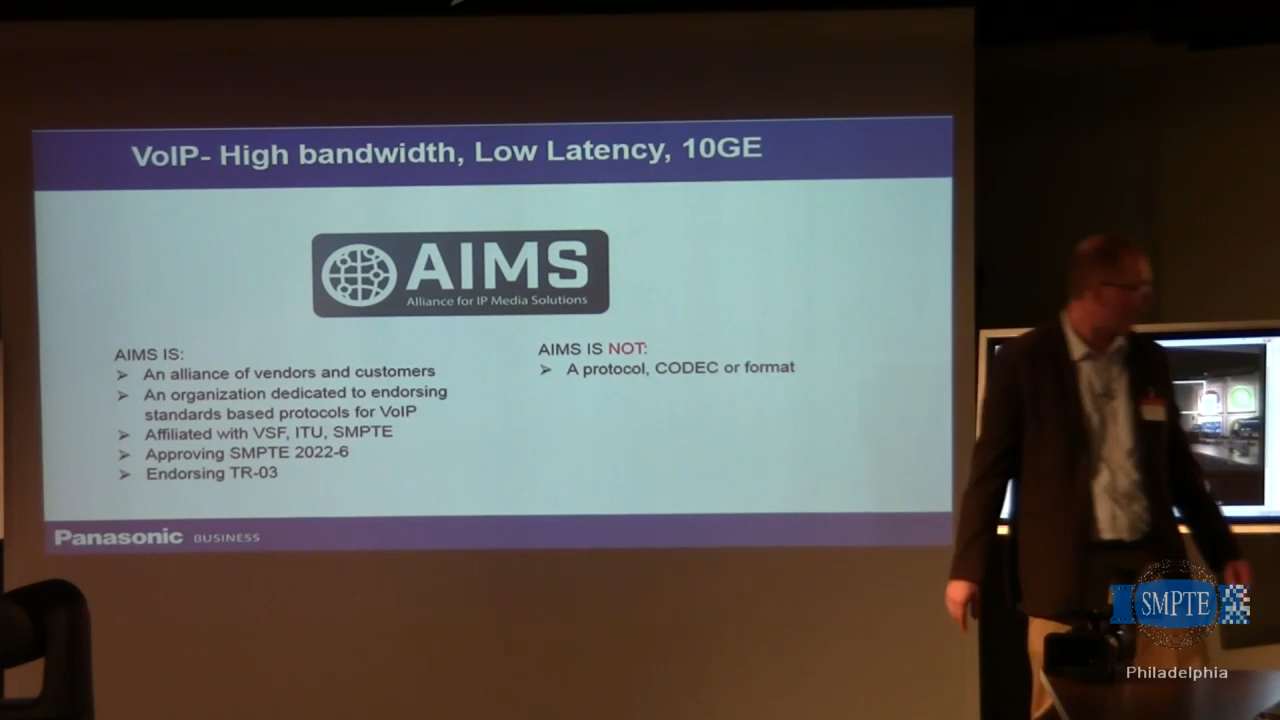 VoIP- High bandwidth, Low Latency, 10GE
AIMS
Alliance for IP Media Solutions
AIMS IS:
➢ An alliance of vendors and customers
➢ An organization dedicated to endorsing
standards based protocols for VoIP
➢ Affiliated with VSF, ITU, SMPTE
➢ Approving SMPTE 2022-6
➢ Endorsing TR-03
AIMS IS NOT:
➢ A protocol, CODEC or format
Panasonic BUSINESS
SMPTE
Philadelphia